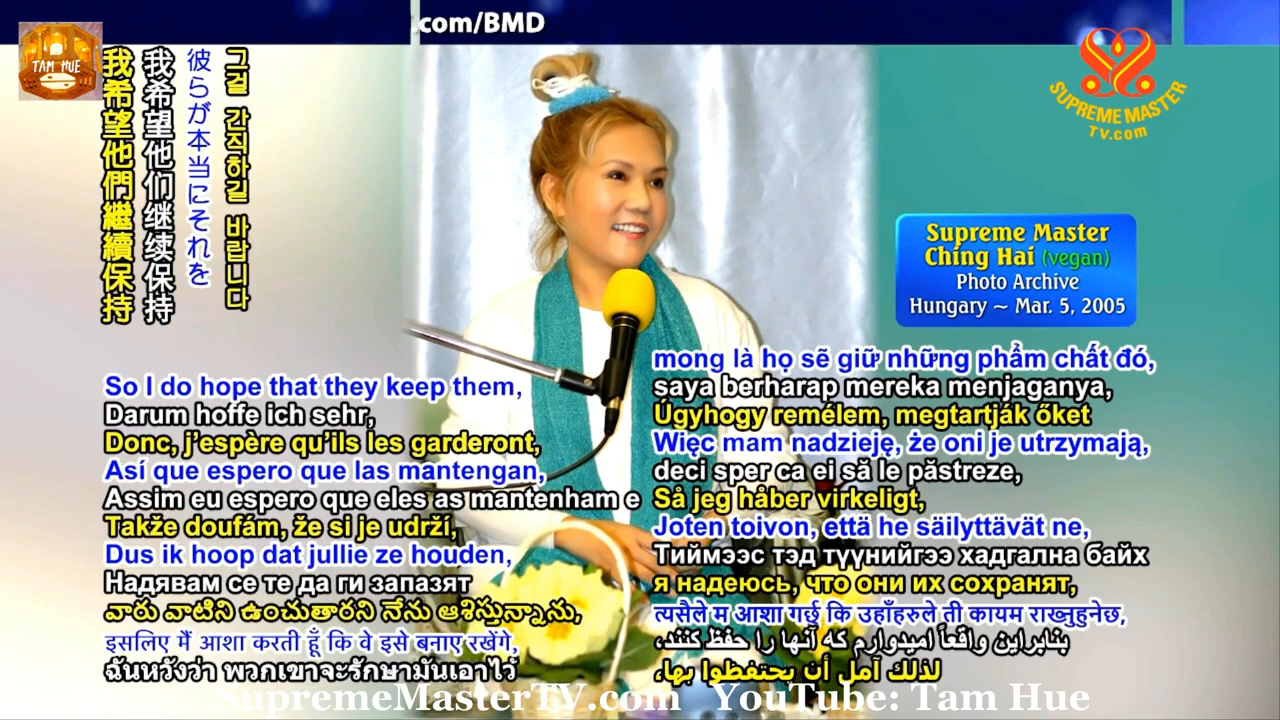 .com/BMD
TAM HUE
SUPREME MASTER
TV.com
我希望他們繼續保持
我希望他们继续保持
彼らが本当にそれを
그걸 간직하길 바랍니다
Supreme Master
Ching Hai (vegan)
Photo Archive
Hungary ~ Mar. 5, 2005
So I do hope that they keep them,
Darum hoffe ich sehr,
Donc, j'espère qu'ils les garderont,
Así que espero que las mantengan,
Assim eu espero que eles as mantenham e
Takže doufám, že si je udrží,
Dus ik hoop dat jullie ze houden,
Надявам се те да ги запазят
వారు వాటిని ఉంచుతారని నేను ఆశిస్తున్నాను,
इसलिए मैं आशा करती हूँ कि वे इसे बनाए रखेंगे,
ฉันหวังว่า พวกเขาจะรักษามันเอาไว้
mong là họ sẽ giữ những phẩm chất đó,
saya berharap mereka menjaganya,
Úgyhogy remélem, megtartják őket
Więc mam nadzieję, że oni je utrzymają,
deci sper ca ei să le păstreze,
Så jeg håber virkeligt,
Joten toivon, että he säilyttävät ne,
Тиймээс тэд түүнийгээ хадгална байх
я надеюсь, что они их сохранят,
त्यसैले म आशा गर्छु कि उहाँहरुले ती कायम राख्नुहुनेछ,
بنابراین واقعاً امیدوارم که آنها را حفظ کنند،
لذلك آمل أن يحتفظوا بها،
SupremeMasterTV.com YouTube: Tam Hue